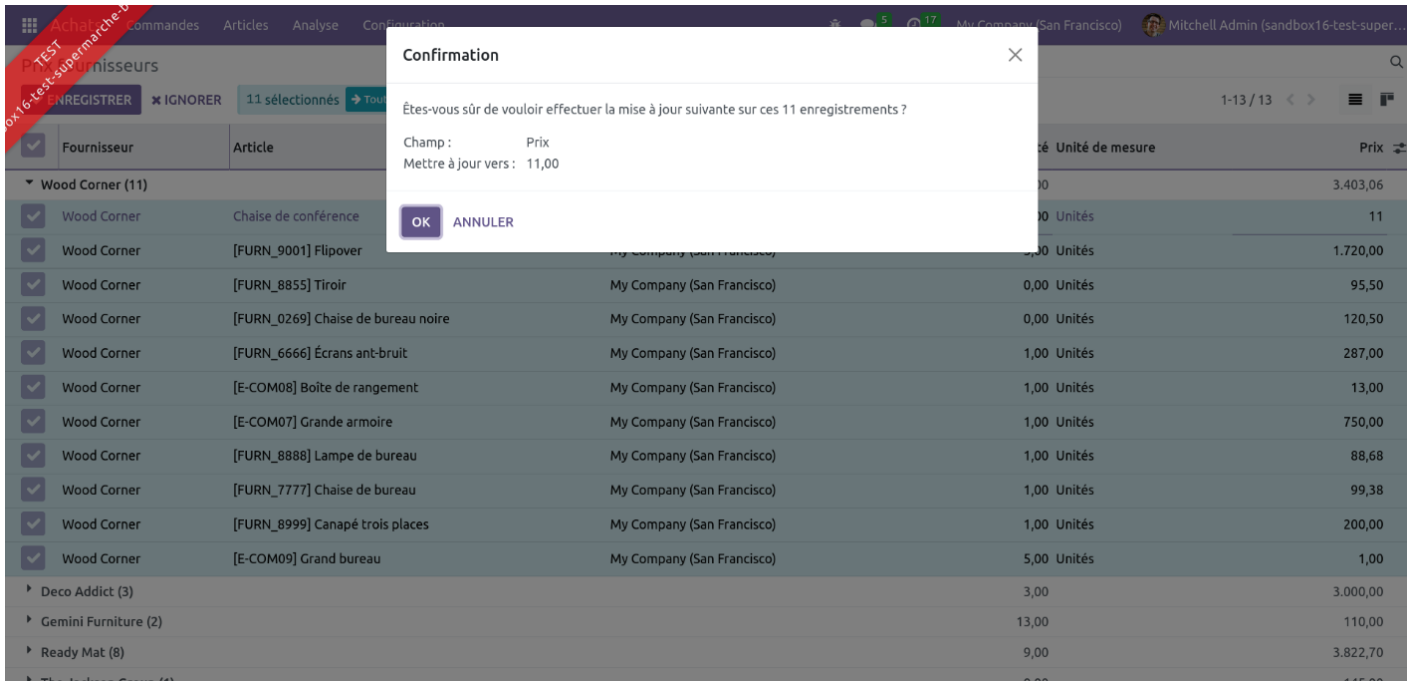 Achats Commandes Articles Analyse Configuration 5 17 My Company (San Francisco) Mitchell Admin (sandbox16-test-super...
TEST
Prix fournisseurs
ENREGISTRER × IGNORER 11 sélectionnés → Tout 1-13 / 13
Confirmation
Êtes-vous sûr de vouloir effectuer la mise à jour suivante sur ces 11 enregistrements ?
Champ : Prix
Mettre à jour vers : 11,00
OK ANNULER
Fournisseur Article Unité de mesure Prix
Wood Corner (11) 3.403,06
Wood Corner Chaise de conférence Unités 11
Wood Corner [FURN_9001] Flipover My Company (San Francisco) Unités 1.720,00
Wood Corner [FURN_8855] Tiroir My Company (San Francisco) 0,00 Unités 95,50
Wood Corner [FURN_0269] Chaise de bureau noire My Company (San Francisco) 0,00 Unités 120,50
Wood Corner [FURN_6666] Écrans ant-bruit My Company (San Francisco) 1,00 Unités 287,00
Wood Corner [E-COM08] Boîte de rangement My Company (San Francisco) 1,00 Unités 13,00
Wood Corner [E-COM07] Grande armoire My Company (San Francisco) 1,00 Unités 750,00
Wood Corner [FURN_8888] Lampe de bureau My Company (San Francisco) 1,00 Unités 88,68
Wood Corner [FURN_7777] Chaise de bureau My Company (San Francisco) 1,00 Unités 99,38
Wood Corner [FURN_8999] Canapé trois places My Company (San Francisco) 1,00 Unités 200,00
Wood Corner [E-COM09] Grand bureau My Company (San Francisco) 5,00 Unités 1,00
Deco Addict (3) 3,00 3.000,00
Gemini Furniture (2) 13,00 110,00
Ready Mat (8) 9,00 3.822,70